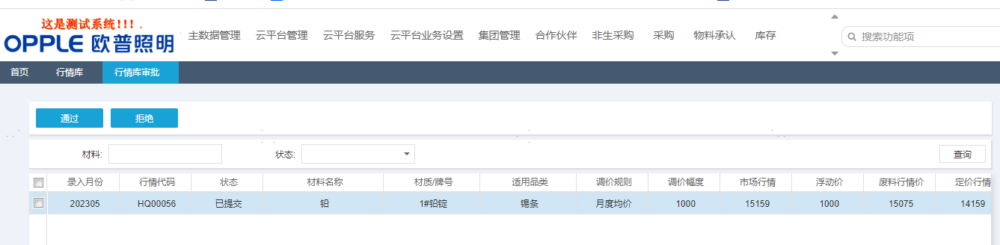 这是测试系统!!!
OPPLE 欧普照明
主数据管理 云平台管理 云平台服务 云平台业务设置 集团管理 合作伙伴 非生采购 采购 物料承认 库存
搜索功能项
首页 行情库 行情库审批
通过 拒绝
材料: 状态: 查询
录入月份 行情代码 状态 材料名称 材质/牌号 适用品类 调价规则 调价幅度 市场行情 浮动价 废料行情价 定价行情
202305 HQ00056 已提交 铅 1#铅锭 锡条 月度均价 1000 15159 1000 15075 14159